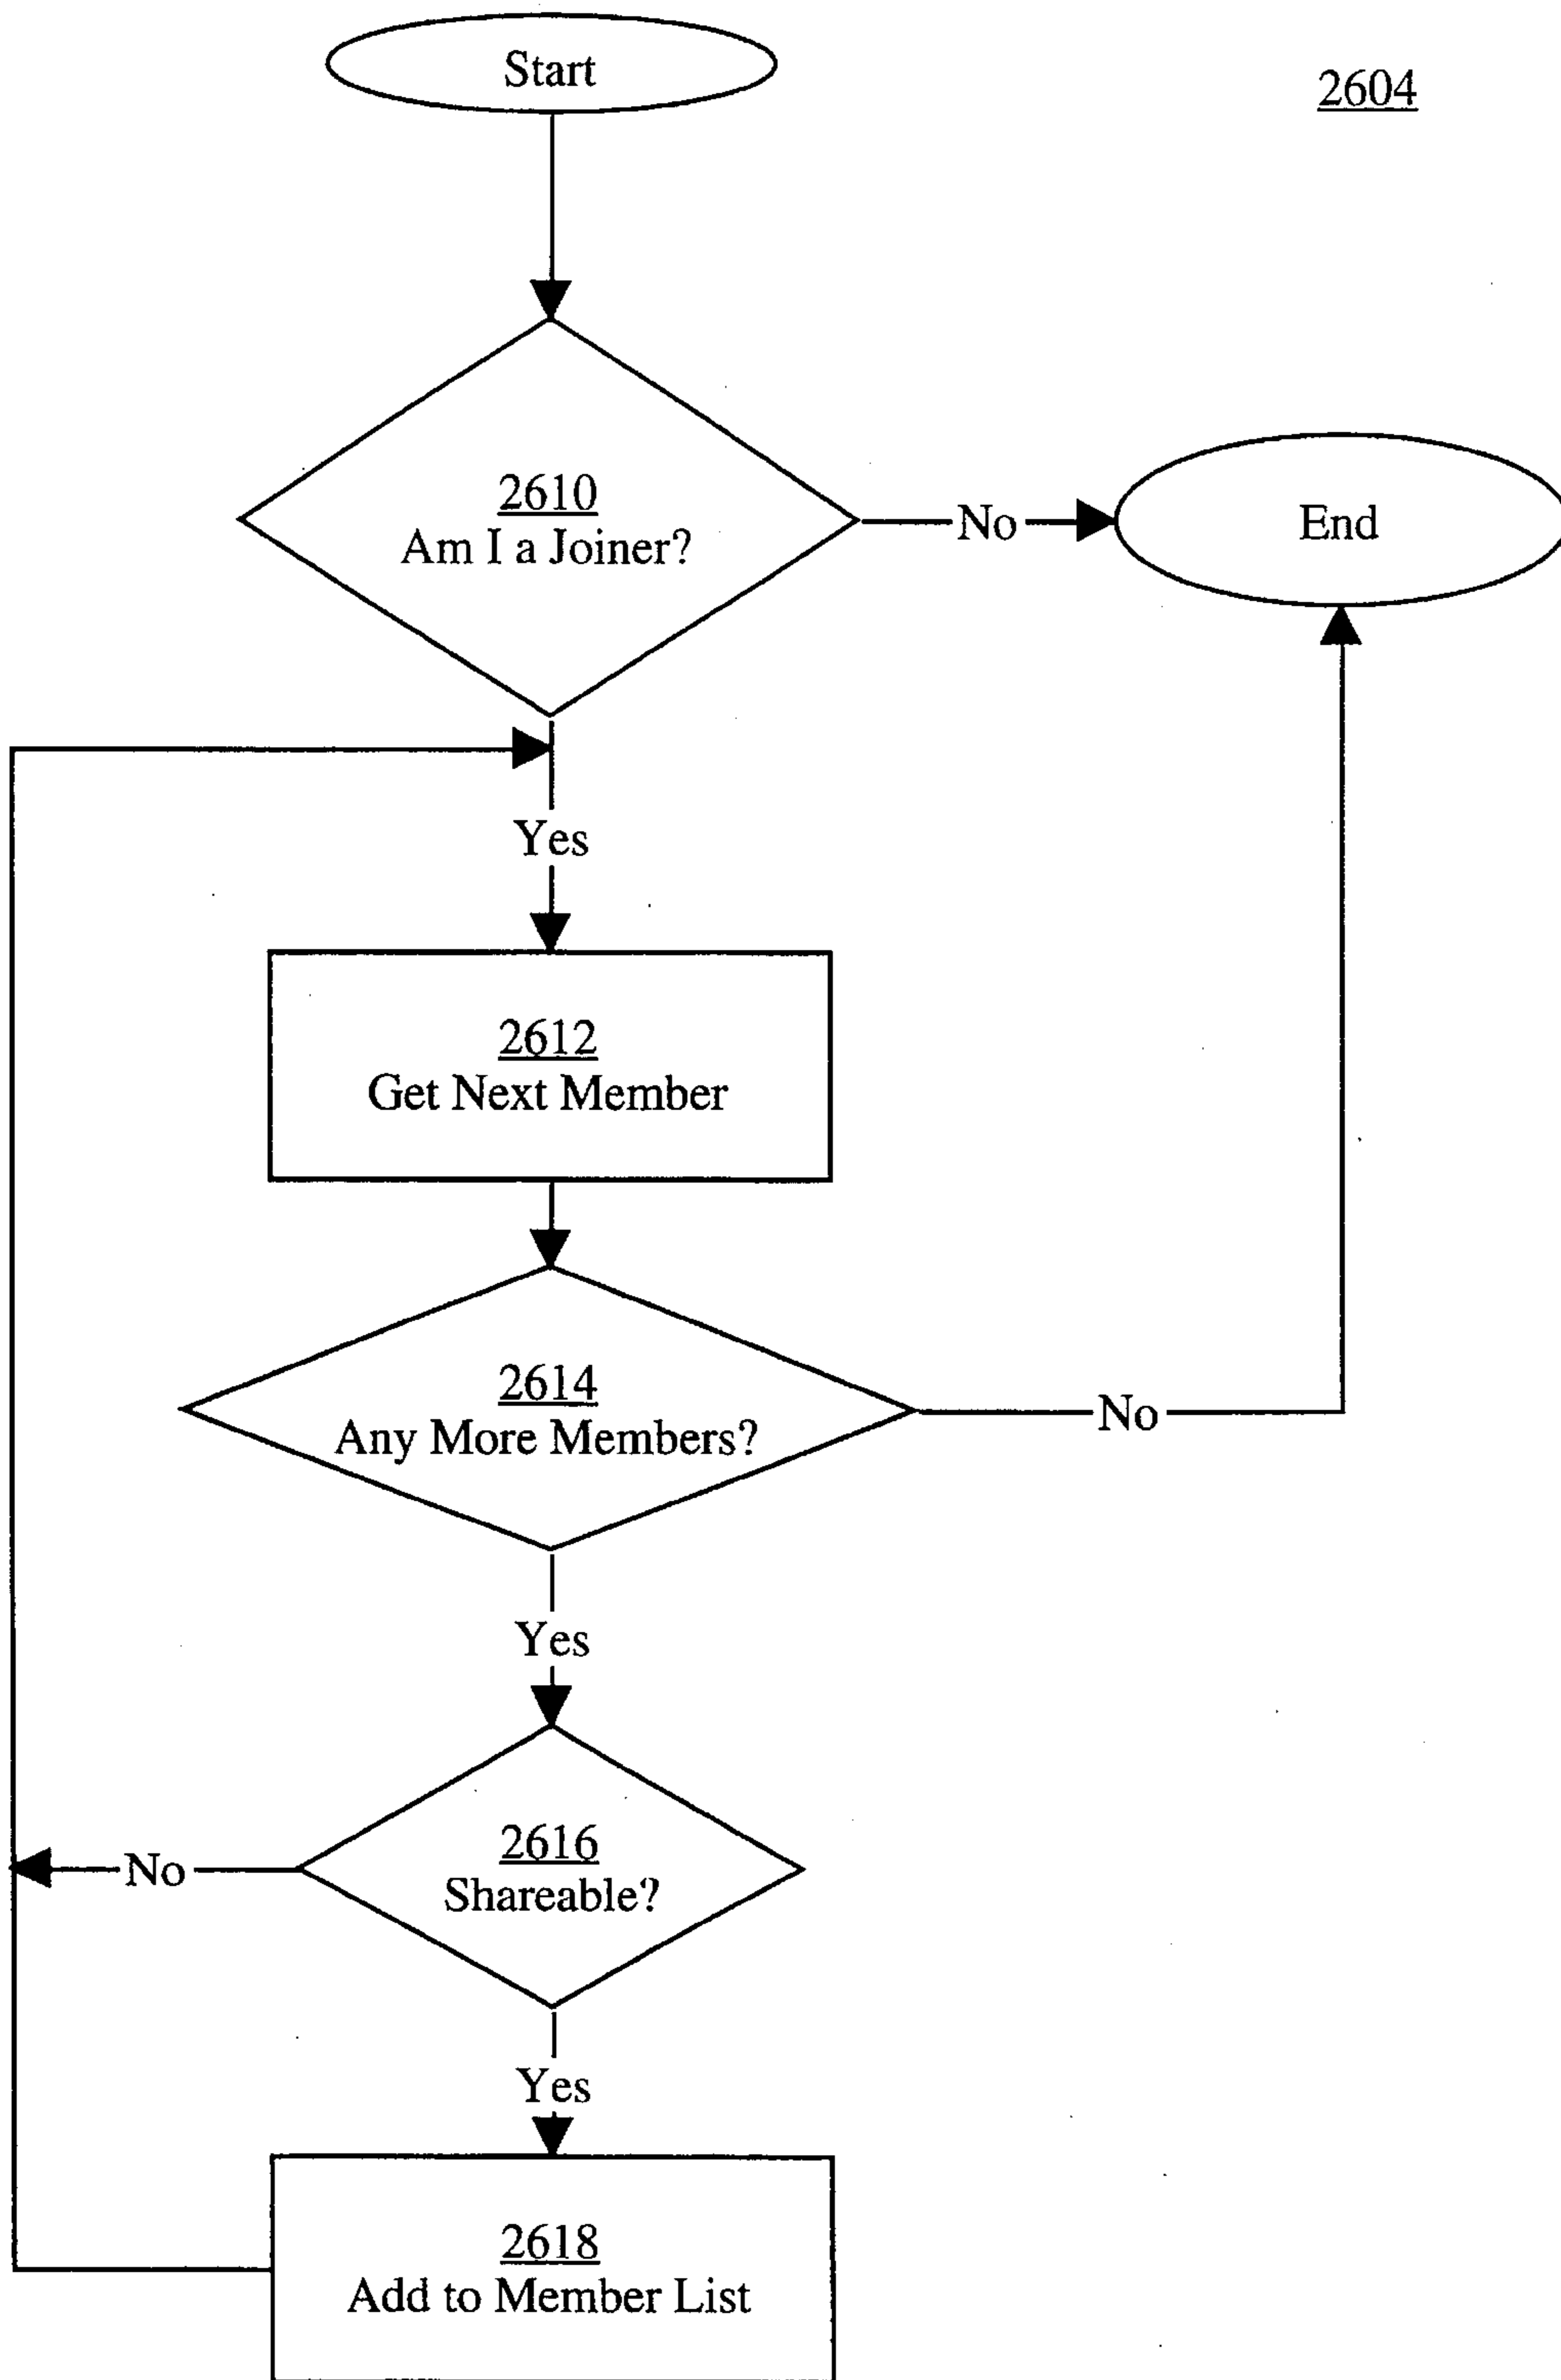 Start
2604
2610
Am I a Joiner?
No
End
Yes
2612
Get Next Member
2614
Any More Members?
No
Yes
2616
Shareable?
No
Yes
2618
Add to Member List